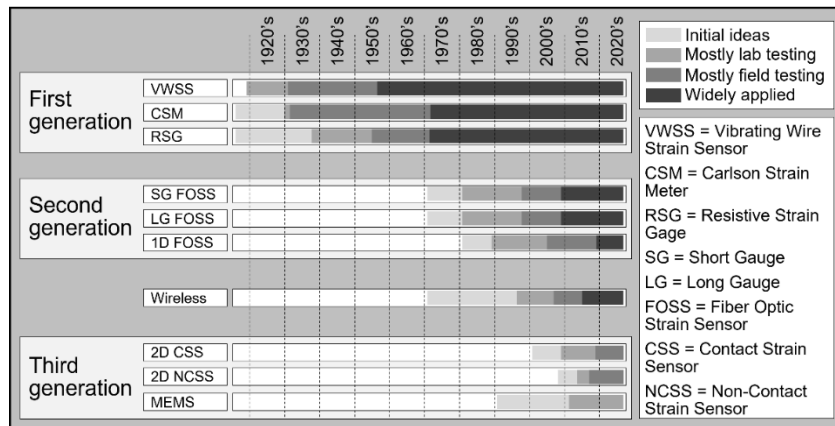 1920's
1930's
1940's
1950's
1960's
1970's
1980's
1990's
2000's
2010's
2020's
Initial ideas
Mostly lab testing
Mostly field testing
Widely applied
First
generation
VWSS
CSM
RSG
Second
generation
SG FOSS
LG FOSS
1D FOSS
Wireless
Third
generation
2D CSS
2D NCSS
MEMS
VWSS = Vibrating Wire
Strain Sensor
CSM = Carlson Strain
Meter
RSG = Resistive Strain
Gage
SG = Short Gauge
LG = Long Gauge
FOSS = Fiber Optic
Strain Sensor
CSS = Contact Strain
Sensor
NCSS = Non-Contact
Strain Sensor